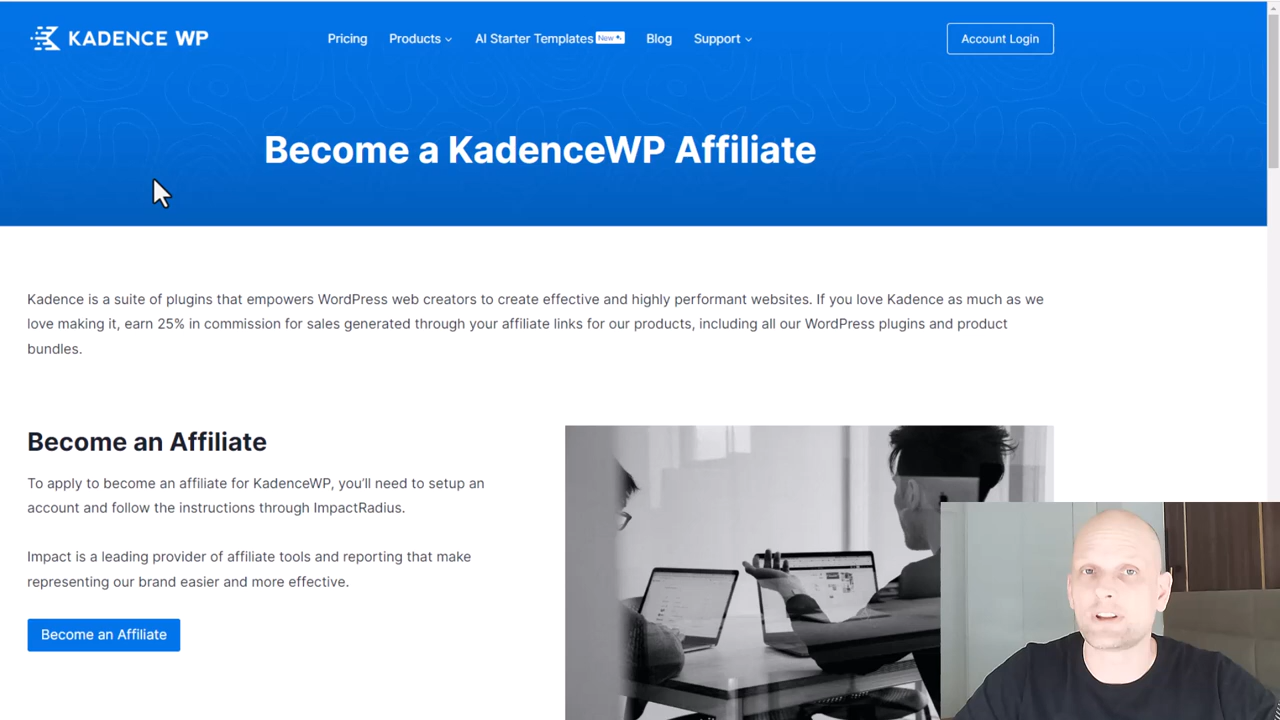 KADENCE WP
Pricing
Products
AI Starter Templates New
Blog
Support
Account Login
Become a KadenceWP Affiliate
Kadence is a suite of plugins that empowers WordPress web creators to create effective and highly performant websites. If you love Kadence as much as we
love making it, earn 25% in commission for sales generated through your affiliate links for our products, including all our WordPress plugins and product
bundles.
Become an Affiliate
To apply to become an affiliate for KadenceWP, you'll need to setup an
account and follow the instructions through ImpactRadius.
Impact is a leading provider of affiliate tools and reporting that make
representing our brand easier and more effective.
Become an Affiliate